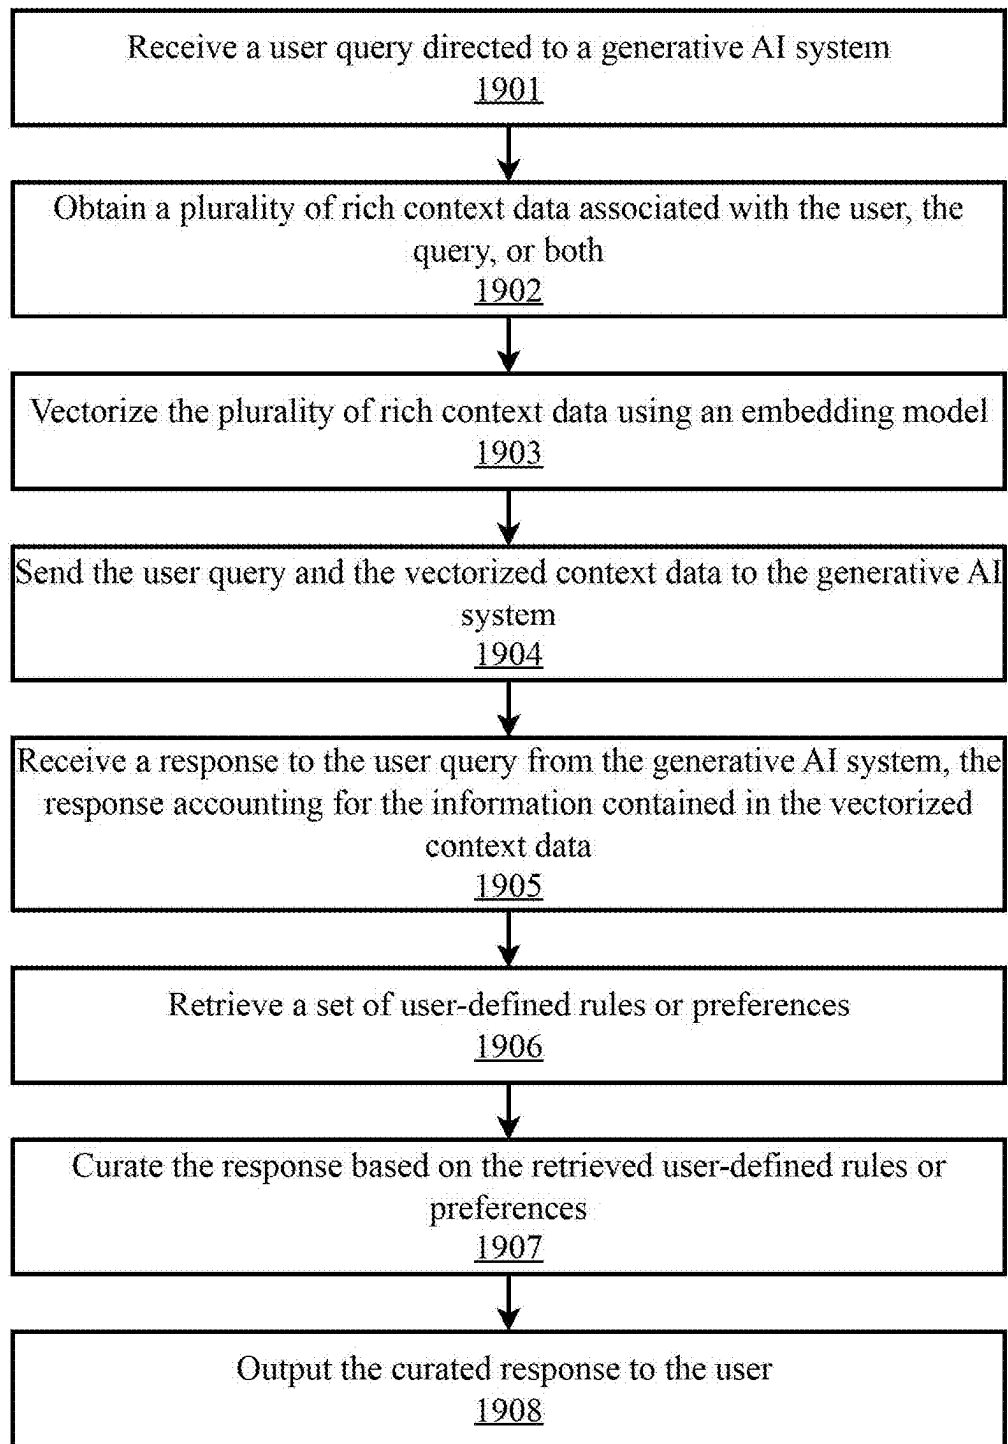 Receive a user query directed to a generative AI system
1901
Obtain a plurality of rich context data associated with the user, the
query, or both
1902
Vectorize the plurality of rich context data using an embedding model
1903
Send the user query and the vectorized context data to the generative AI
system
1904
Receive a response to the user query from the generative AI system, the
response accounting for the information contained in the vectorized
context data
1905
Retrieve a set of user-defined rules or preferences
1906
Curate the response based on the retrieved user-defined rules or
preferences
1907
Output the curated response to the user
1908